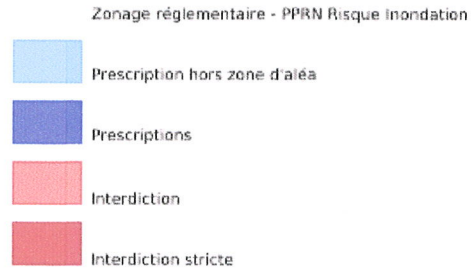 Zonage réglementaire - PPRN Risque Inondation
Prescription hors zone d'aléa
Prescriptions
Interdiction
Interdiction stricte